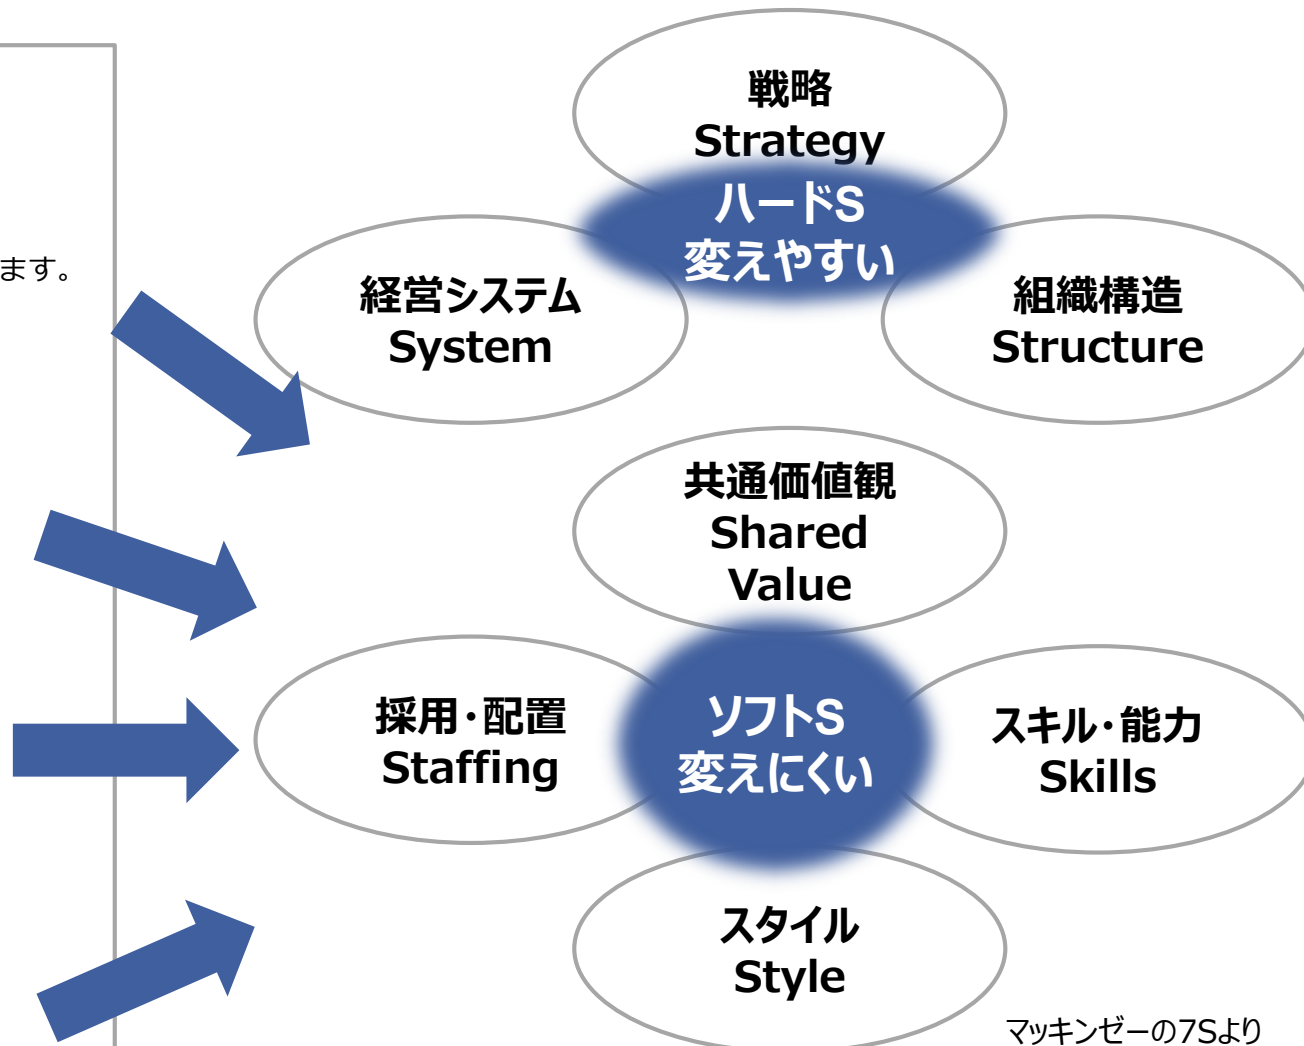 ます。
戦略
Strategy
ハードS
変えやすい
経営システム
System
組織構造
Structure
共通価値観
Shared
Value
採用・配置
Staffing
ソフトS
変えにくい
スキル・能力
Skills
スタイル
Style
マッキンゼーの7Sより